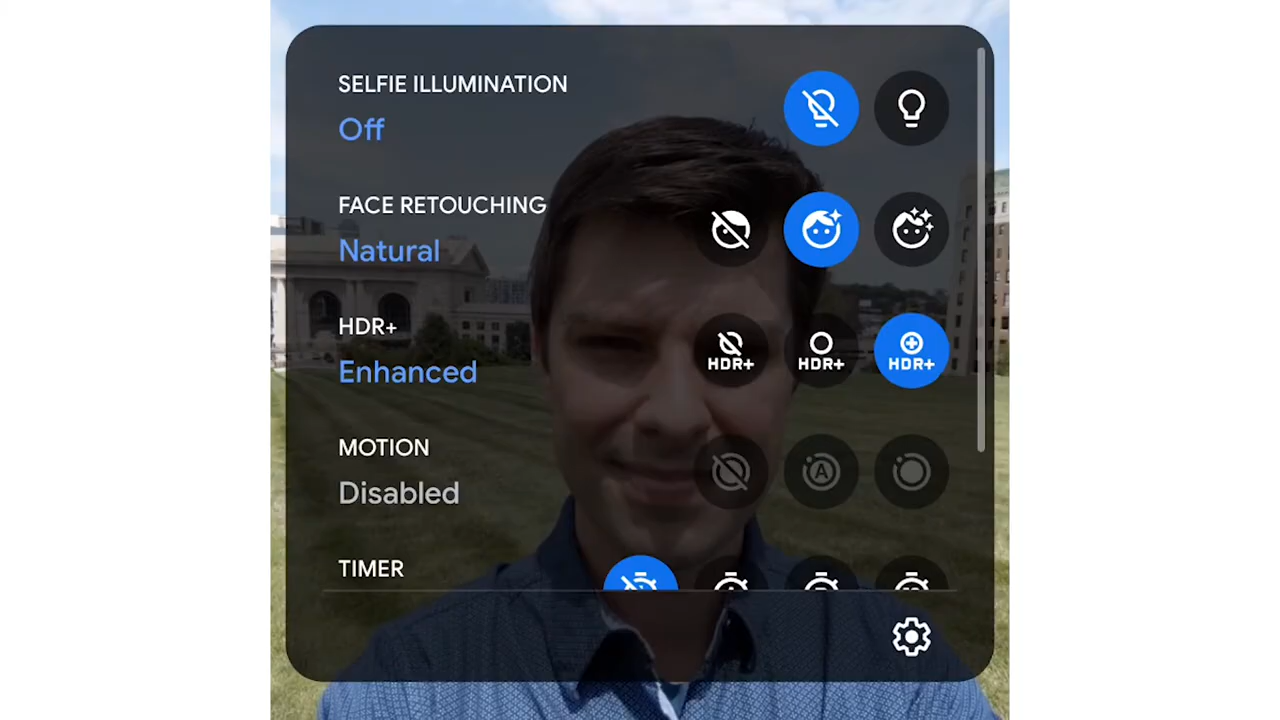 SELFIE ILLUMINATION
Off
FACE RETOUCHING
Natural
HDR+
Enhanced
HDR+ HDR+ HDR+
MOTION
Disabled
A
TIMER